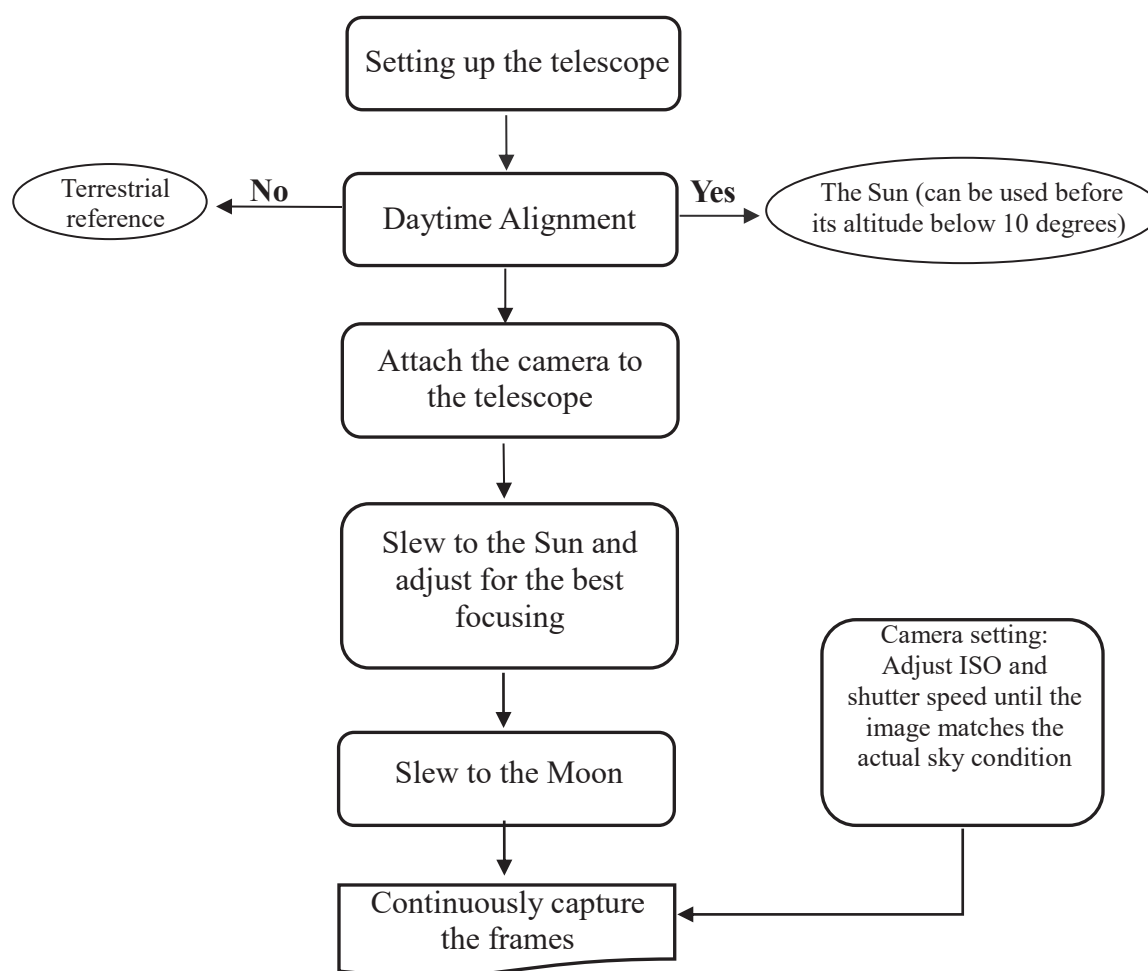 Setting up the telescope
Terrestrial
reference
No
Daytime Alignment
Yes
The Sun (can be used before
its altitude below 10 degrees)
Attach the camera to
the telescope
Slew to the Sun and
adjust for the best
focusing
Camera setting:
Adjust ISO and
shutter speed until the
image matches the
actual sky condition
Slew to the Moon
Continuously capture
the frames